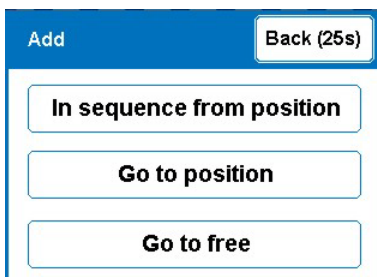 Add
Back (25s)
In sequence from position
Go to position
Go to free